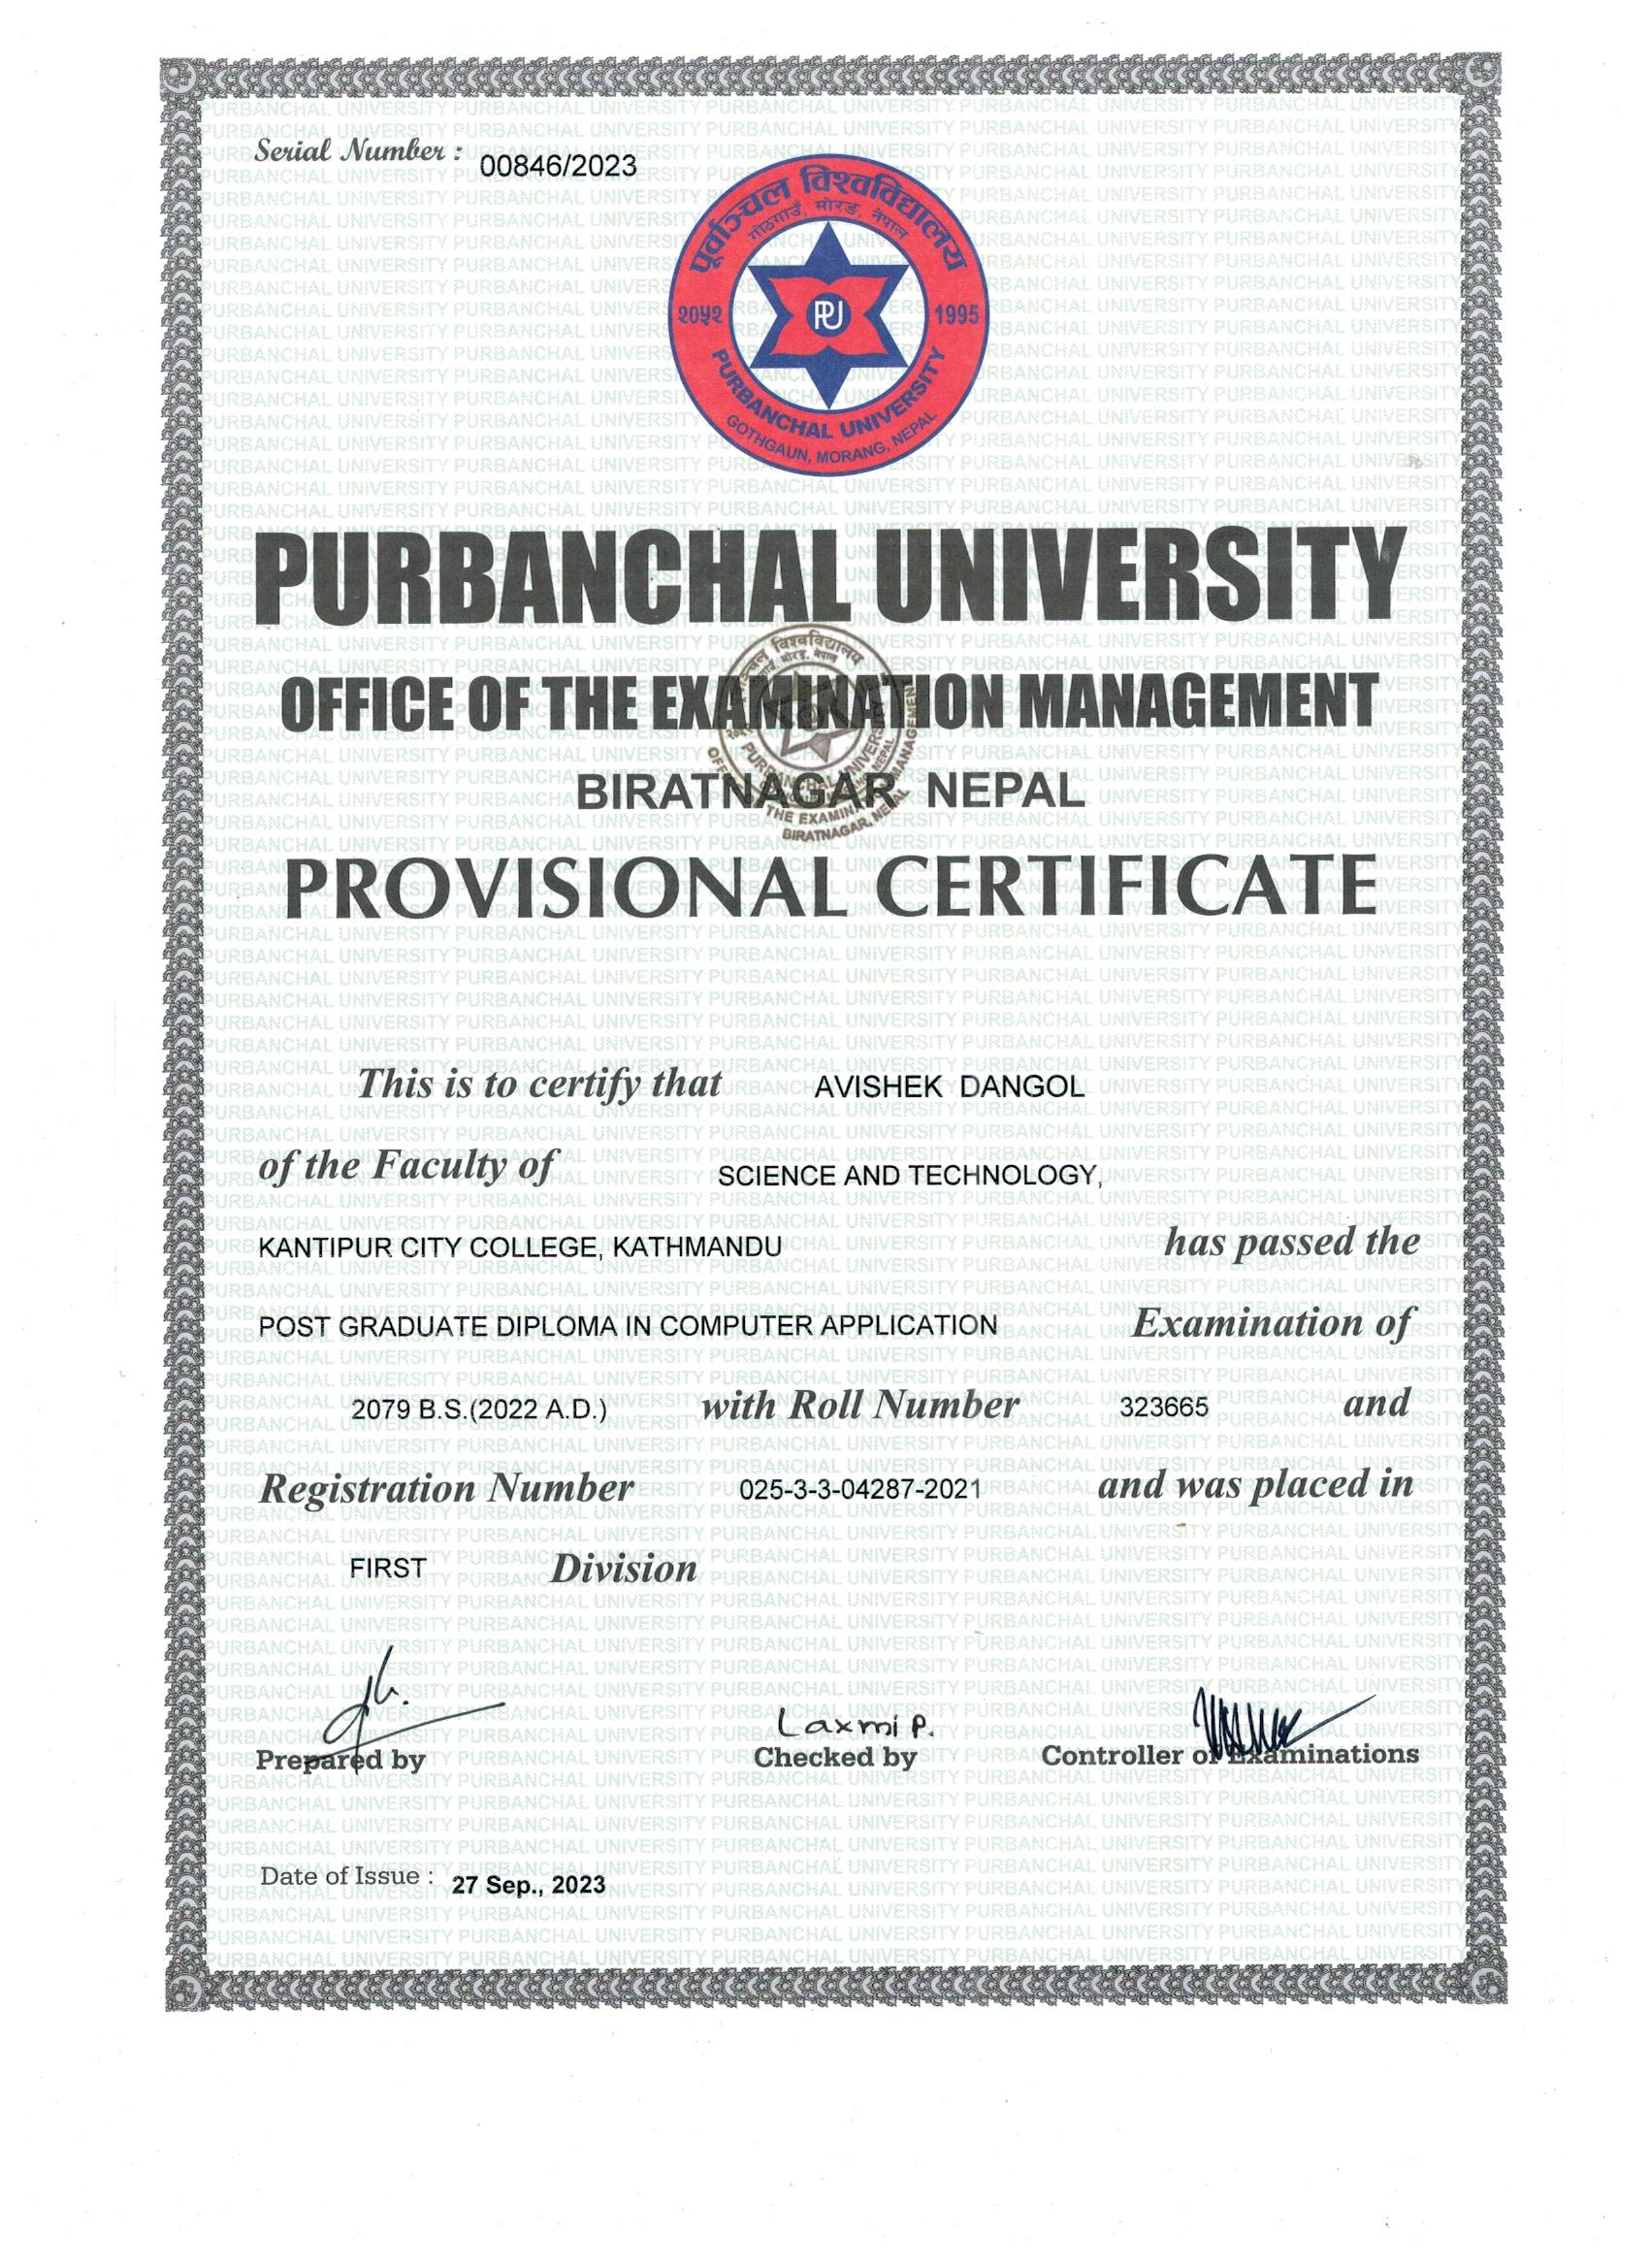 Serial Number : 00846/2023
पूर्वाञ्चल विश्वविद्यालय
गोठगाउँ, मोरङ, नेपाल
२०५२ PU 1995
PURBANCHAL UNIVERSITY
GOTHGAUN, MORANG, NEPAL
PURBANCHAL UNIVERSITY
OFFICE OF THE EXAMINATION MANAGEMENT
BIRATNAGAR NEPAL
PROVISIONAL CERTIFICATE
This is to certify that AVISHEK DANGOL
of the Faculty of SCIENCE AND TECHNOLOGY,
KANTIPUR CITY COLLEGE, KATHMANDU has passed the
POST GRADUATE DIPLOMA IN COMPUTER APPLICATION Examination of
2079 B.S.(2022 A.D.) with Roll Number 323665 and
Registration Number 025-3-3-04287-2021 and was placed in
FIRST Division
Laxmi P.
Prepared by Checked by Controller of Examinations
Date of Issue : 27 Sep., 2023